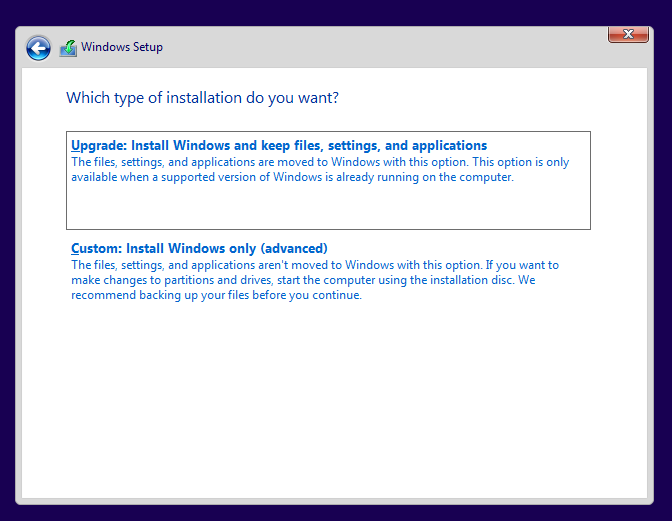 Windows Setup
Which type of installation do you want?
Upgrade: Install Windows and keep files, settings, and applications
The files, settings, and applications are moved to Windows with this option. This option is only
available when a supported version of Windows is already running on the computer.
Custom: Install Windows only (advanced)
The files, settings, and applications aren't moved to Windows with this option. If you want to
make changes to partitions and drives, start the computer using the installation disc. We
recommend backing up your files before you continue.